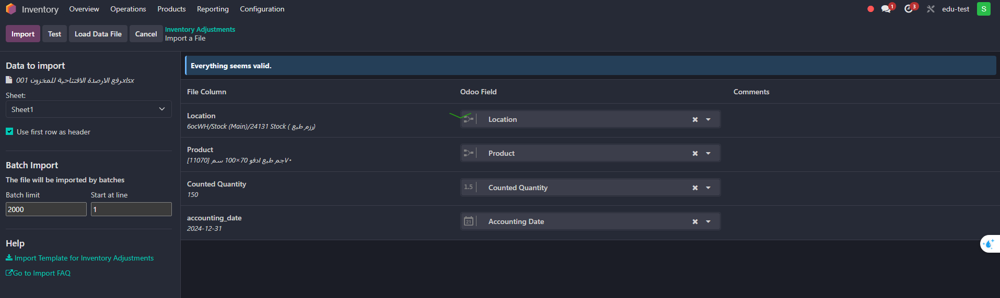 Inventory Overview Operations Products Reporting Configuration 1 3 edu-test S
Import Test Load Data File Cancel Inventory Adjustments
Import a File
Data to import
رفع الارصدة الافتتاحية للمخزون 001.xlsx
Sheet:
Sheet1
Use first row as header
Batch Import
The file will be imported by batches
Batch limit Start at line
2000 1
Help
Import Template for Inventory Adjustments
Go to Import FAQ
Everything seems valid.
File Column Odoo Field Comments
Location Location
6ocWH/Stock (Main)/24131 Stock ( رزم طبع)
Product Product
[11070] ٧٠جم طبع ادفو 70×100 سم
Counted Quantity 1.5 Counted Quantity
150
accounting_date 21 Accounting Date
2024-12-31